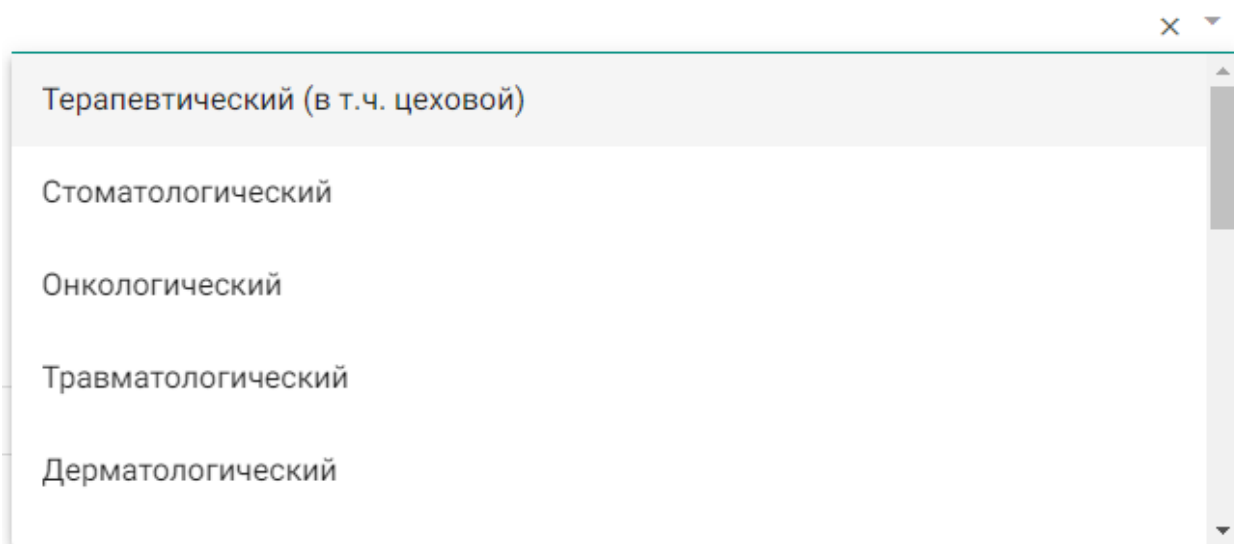 Терапевтический (в т.ч. цеховой)
Стоматологический
Онкологический
Травматологический
Дерматологический